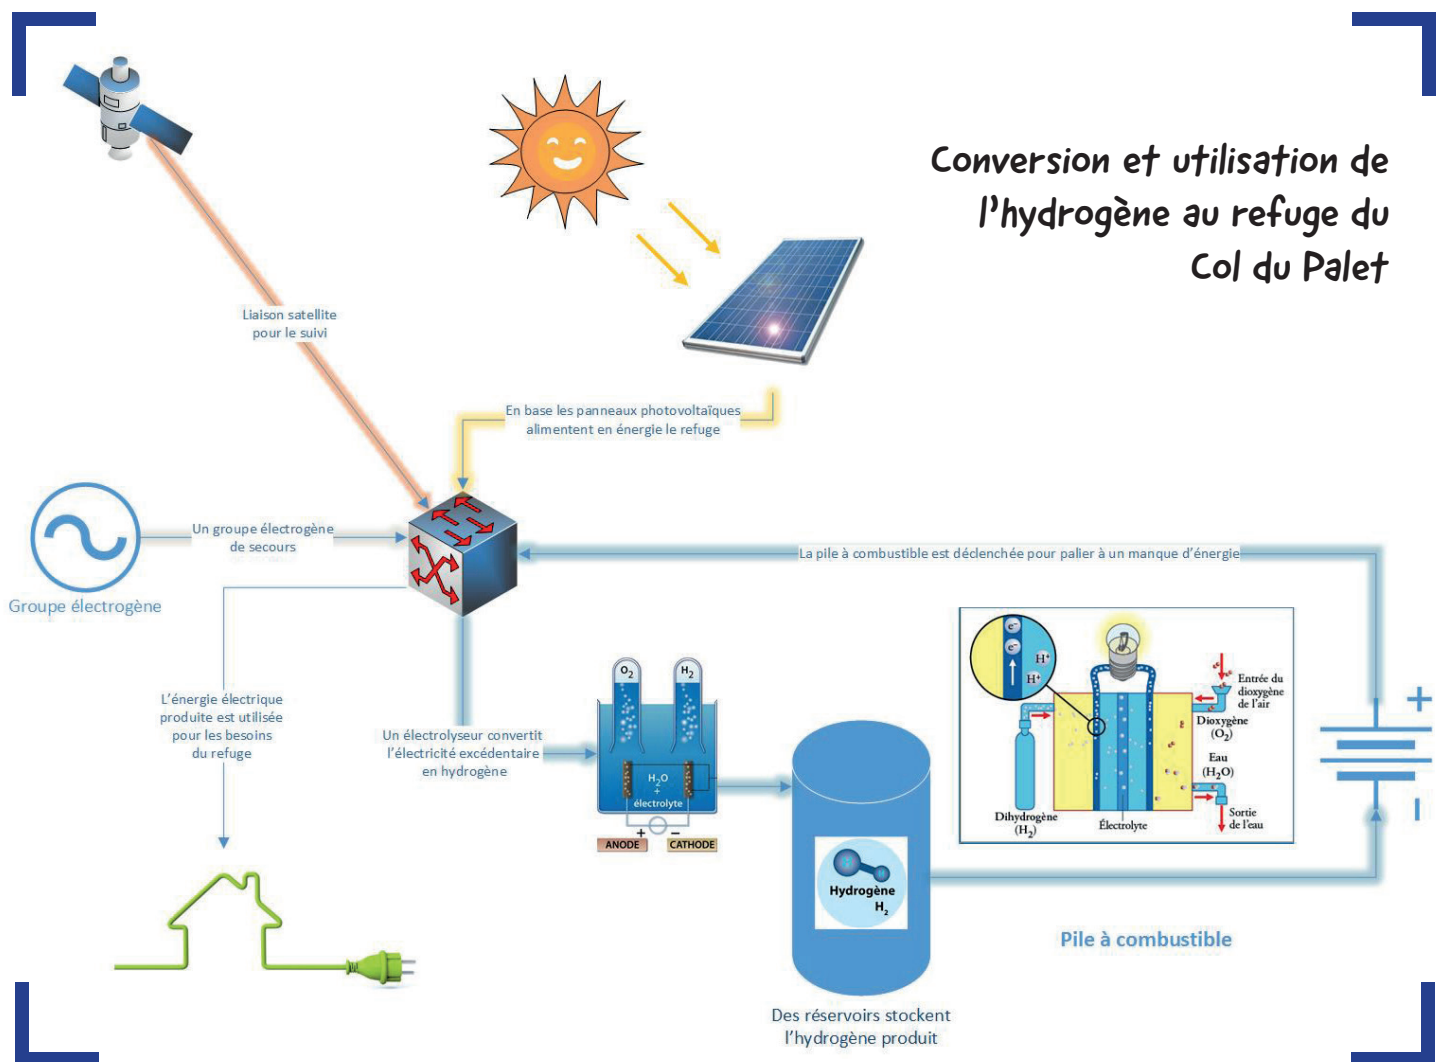 Conversion et utilisation de
l'hydrogène au refuge du
Col du Palet
Liaison satellite
pour le suivi
En base les panneaux photovoltaïques
alimentent en énergie le refuge
Un groupe électrogène
de secours
Groupe électrogène
La pile à combustible est déclenchée pour palier à un manque d'énergie
L'énergie électrique
produite est utilisée
pour les besoins
du refuge
Un électrolyseur convertit
l'électricité excédentaire
en hydrogène
O2
H2
H2O
+
électrolyte
+
−
ANODE
CATHODE
e−
e−
H+
H+
Entrée du
dioxygène
de l'air
Dioxygène
(O2)
Eau
(H2O)
Sortie
de l'eau
Dihydrogène
(H2)
Électrolyte
+
−
Hydrogène
H2
Pile à combustible
Des réservoirs stockent
l'hydrogène produit